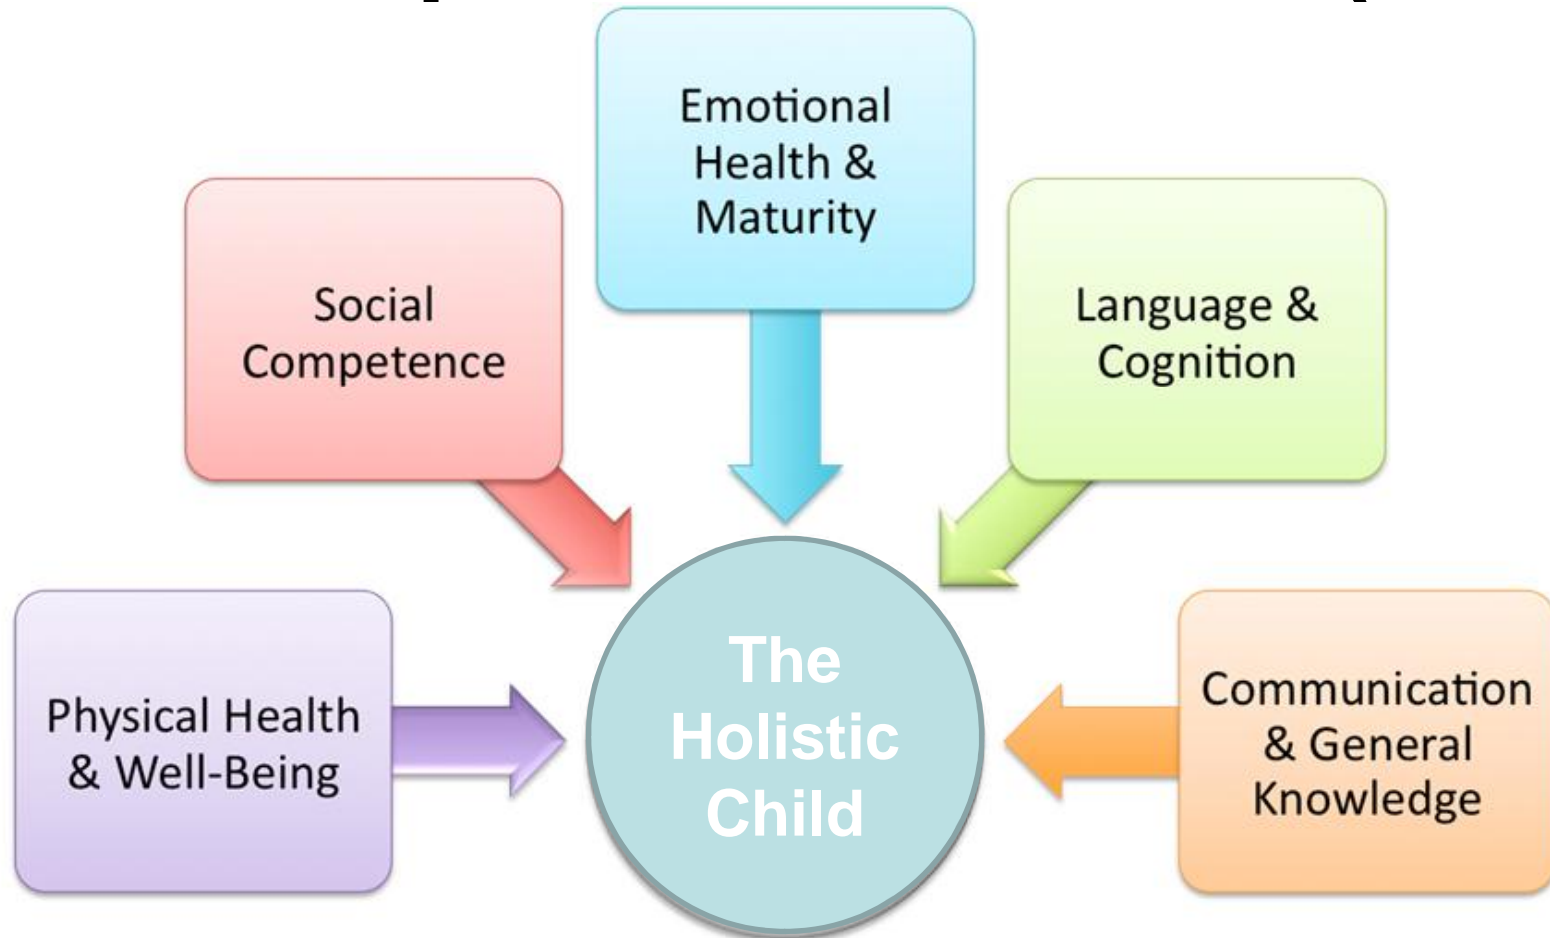 Emotional
Health &
Maturity
Social
Competence
Language &
Cognition
Physical Health
& Well-Being
The
Holistic
Child
Communication
& General
Knowledge